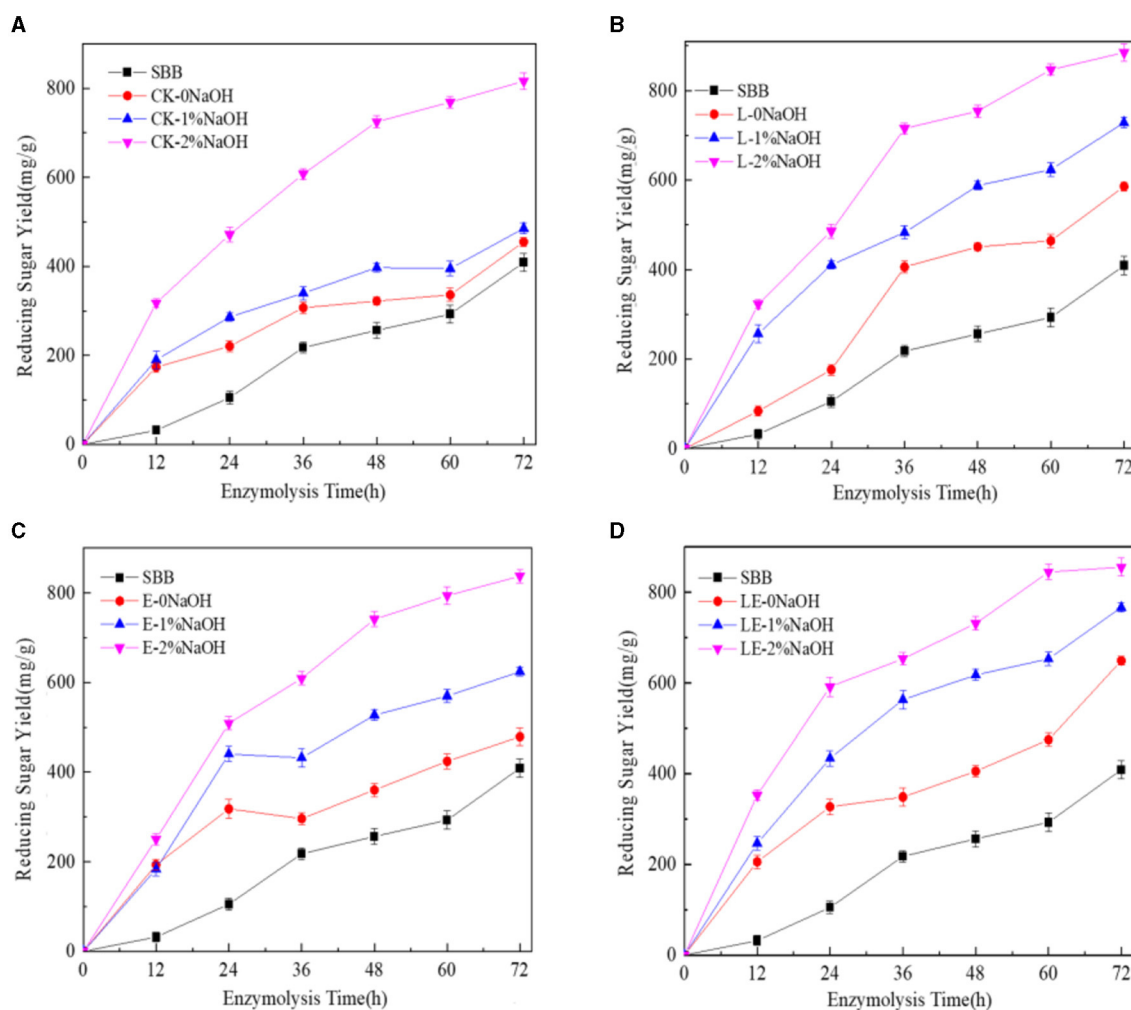 A
Reducing Sugar Yield(mg/g)
800
600
400
200
0
SBB
CK-0NaOH
CK-1%NaOH
CK-2%NaOH
0 12 24 36 48 60 72
Enzymolysis Time(h)
B
Reducing Sugar Yield(mg/g)
800
600
400
200
0
SBB
L-0NaOH
L-1%NaOH
L-2%NaOH
0 12 24 36 48 60 72
Enzymolysis Time(h)
C
Reducing Sugar Yield(mg/g)
800
600
400
200
0
SBB
E-0NaOH
E-1%NaOH
E-2%NaOH
0 12 24 36 48 60 72
Enzymolysis Time(h)
D
Reducing Sugar Yield(mg/g)
800
600
400
200
0
SBB
LE-0NaOH
LE-1%NaOH
LE-2%NaOH
0 12 24 36 48 60 72
Enzymolysis Time(h)